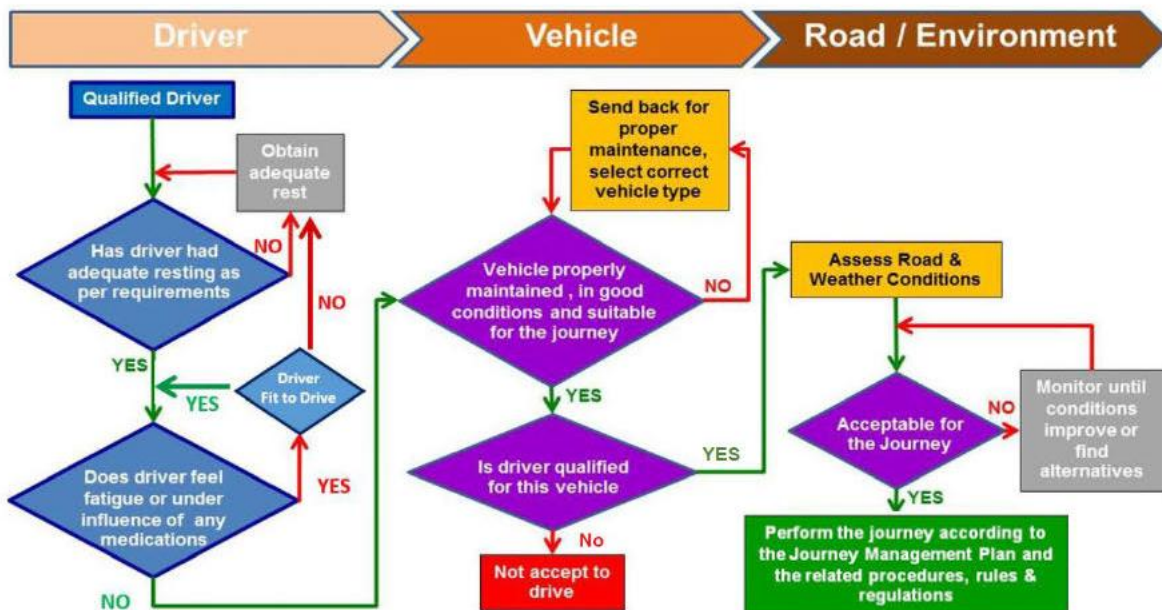 Driver
Vehicle
Road / Environment
Qualified Driver
Obtain
adequate
rest
Has driver had
adequate resting as
per requirements
NO
NO
YES
YES
Driver
Fit to Drive
Does driver feel
fatigue or under
influence of any
medications
YES
NO
Send back for
proper
maintenance,
select correct
vehicle type
Vehicle properly
maintained , in good
conditions and suitable
for the journey
NO
YES
Is driver qualified
for this vehicle
YES
No
Not accept to
drive
Assess Road &
Weather Conditions
Acceptable for
the Journey
NO
Monitor until
conditions
improve or
find
alternatives
YES
Perform the journey according to
the Journey Management Plan and
the related procedures, rules &
regulations